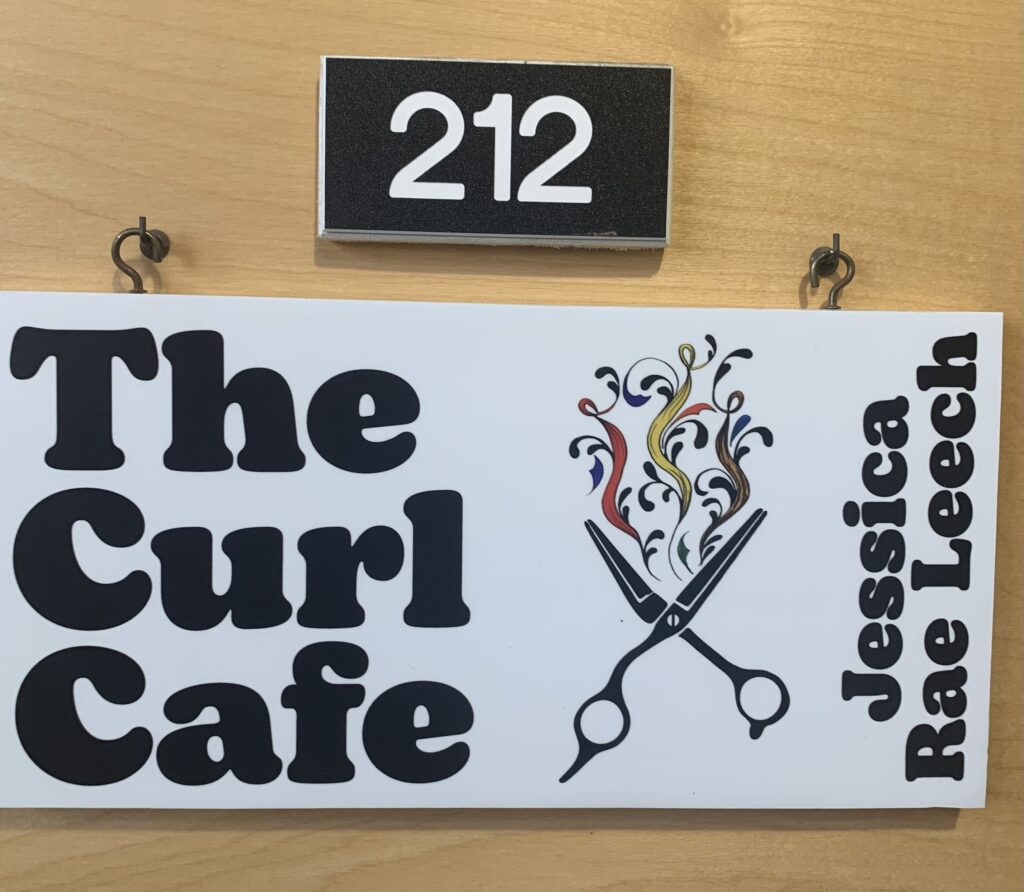 212
The
Curl
Cafe
Jessica
Rae Leech